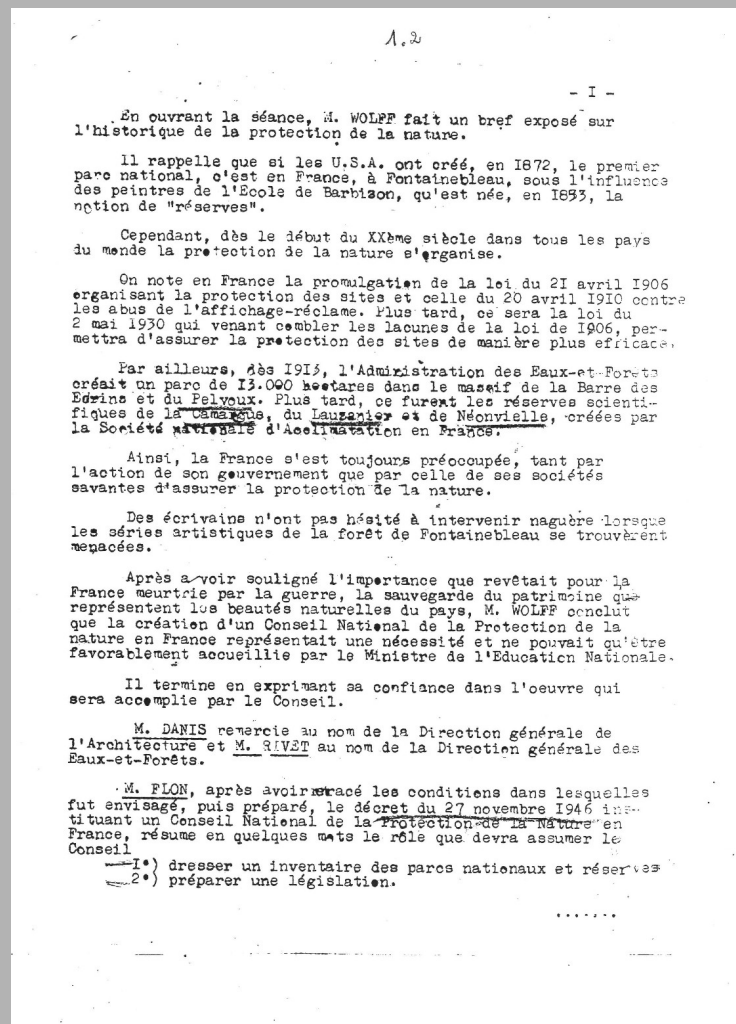 1.2
- I -
En ouvrant la séance, M. WOLFF fait un bref exposé sur
l'historique de la protection de la nature.
Il rappelle que si les U.S.A. ont créé, en I872, le premier
parc national, c'est en France, à Fontainebleau, sous l'influence
des peintres de l'Ecole de Barbizon, qu'est née, en I853, la
notion de "réserves".
Cependant, dès le début du XXème siècle dans tous les pays
du monde la protection de la nature s'organise.
On note en France la promulgation de la loi du 2I avril I906
organisant la protection des sites et celle du 20 avril I9I0 contre
les abus de l'affichage-réclame. Plus tard, ce sera la loi du
2 mai I930 qui venant combler les lacunes de la loi de I906, per-
mettra d'assurer la protection des sites de manière plus efficace.
Par ailleurs, dès I9I3, l'Administration des Eaux-et-Forêts
créait un parc de I3.000 hectares dans le massif de la Barre des
Edrins et du Pelvoux. Plus tard, ce furent les réserves scienti-
fiques de la Camargue, du Lauzanier et de Néonvielle, créées par
la Société nationale d'Acclimatation en France.
Ainsi, la France s'est toujours préoccupée, tant par
l'action de son gouvernement que par celle de ses sociétés
savantes d'assurer la protection de la nature.
Des écrivains n'ont pas hésité à intervenir naguère lorsque
les séries artistiques de la forêt de Fontainebleau se trouvèrent
menacées.
Après avoir souligné l'importance que revêtait pour la
France meurtrie par la guerre, la sauvegarde du patrimoine que
représentent les beautés naturelles du pays, M. WOLFF conclut
que la création d'un Conseil National de la Protection de la
nature en France représentait une nécessité et ne pouvait qu'être
favorablement accueillie par le Ministre de l'Education Nationale.
Il termine en exprimant sa confiance dans l'oeuvre qui
sera accomplie par le Conseil.
M. DANIS remercie au nom de la Direction générale de
l'Architecture et M. RIVET au nom de la Direction générale des
Eaux-et-Forêts.
M. FLON, après avoir retracé les conditions dans lesquelles
fut envisagé, puis préparé, le décret du 27 novembre I946 ins-
tituant un Conseil National de la Protection de la Nature en
France, résume en quelques mots le rôle que devra assumer le
Conseil
I°) dresser un inventaire des parcs nationaux et réserves
2°) préparer une législation.
.......